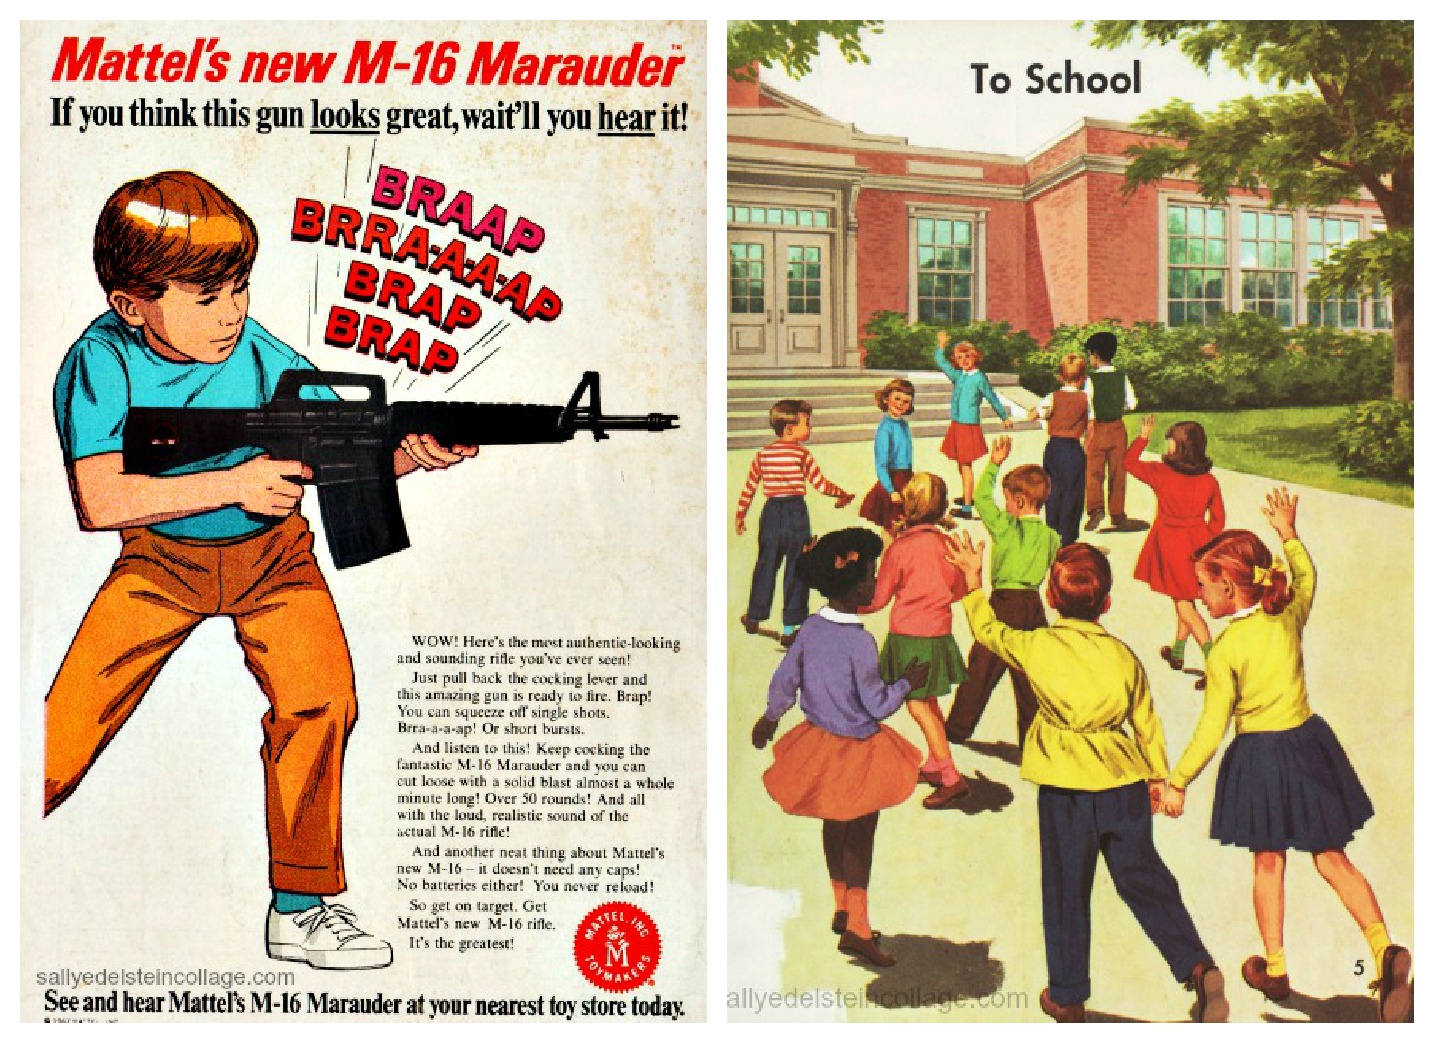 Mattel's new M-16 Marauder™
If you think this gun looks great, wait'll you hear it!
BRAAP
BRRA-A-A-AP
BRAP
BRAP
WOW! Here's the most authentic-looking
and sounding rifle you've ever seen!
Just pull back the cocking lever and
this amazing gun is ready to fire. Brap!
You can squeeze off single shots.
Brra-a-a-ap! Or short bursts.
And listen to this! Keep cocking the
fantastic M-16 Marauder and you can
cut loose with a solid blast almost a whole
minute long! Over 50 rounds! And all
with the loud, realistic sound of the
actual M-16 rifle!
And another neat thing about Mattel's
new M-16 – it doesn't need any caps!
No batteries either! You never reload!
So get on target. Get
Mattel's new M-16 rifle.
It's the greatest!
MATTEL, INC.
M
TOYMAKERS
sallyedelsteincollage.com
See and hear Mattel's M-16 Marauder at your nearest toy store today.
To School
5
allyedelsteincollage.com